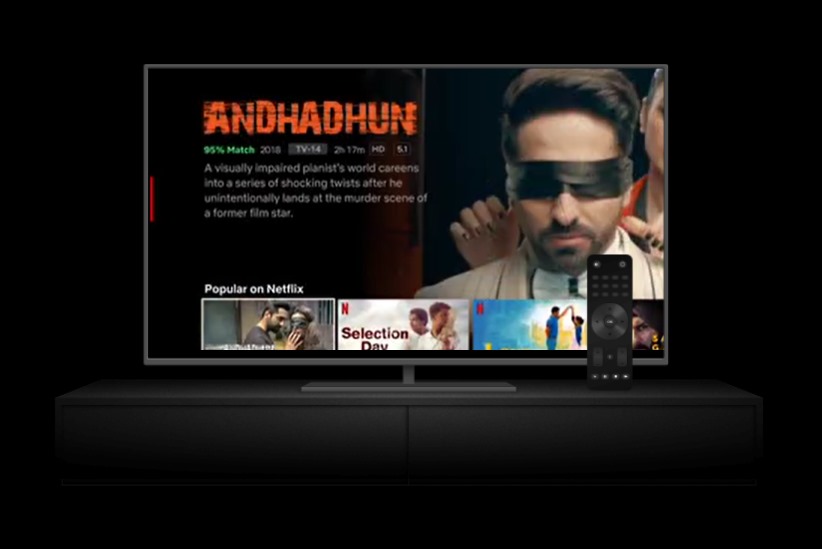 ANDHADHUN
95% Match 2018 TV-14 2h 17m HD 5.1
A visually impaired pianist's world careens
into a series of shocking twists after he
unintentionally lands at the murder scene of
a former film star.
Popular on Netflix
ANDHADHUN
N
Selection
Day
N